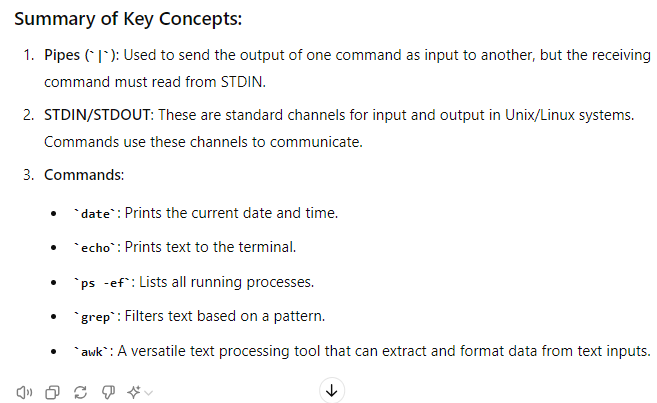 Summary of Key Concepts:
1. Pipes (`|`): Used to send the output of one command as input to another, but the receiving
command must read from STDIN.
2. STDIN/STDOUT: These are standard channels for input and output in Unix/Linux systems.
Commands use these channels to communicate.
3. Commands:
• `date`: Prints the current date and time.
• `echo`: Prints text to the terminal.
• `ps -ef`: Lists all running processes.
• `grep`: Filters text based on a pattern.
• `awk`: A versatile text processing tool that can extract and format data from text inputs.